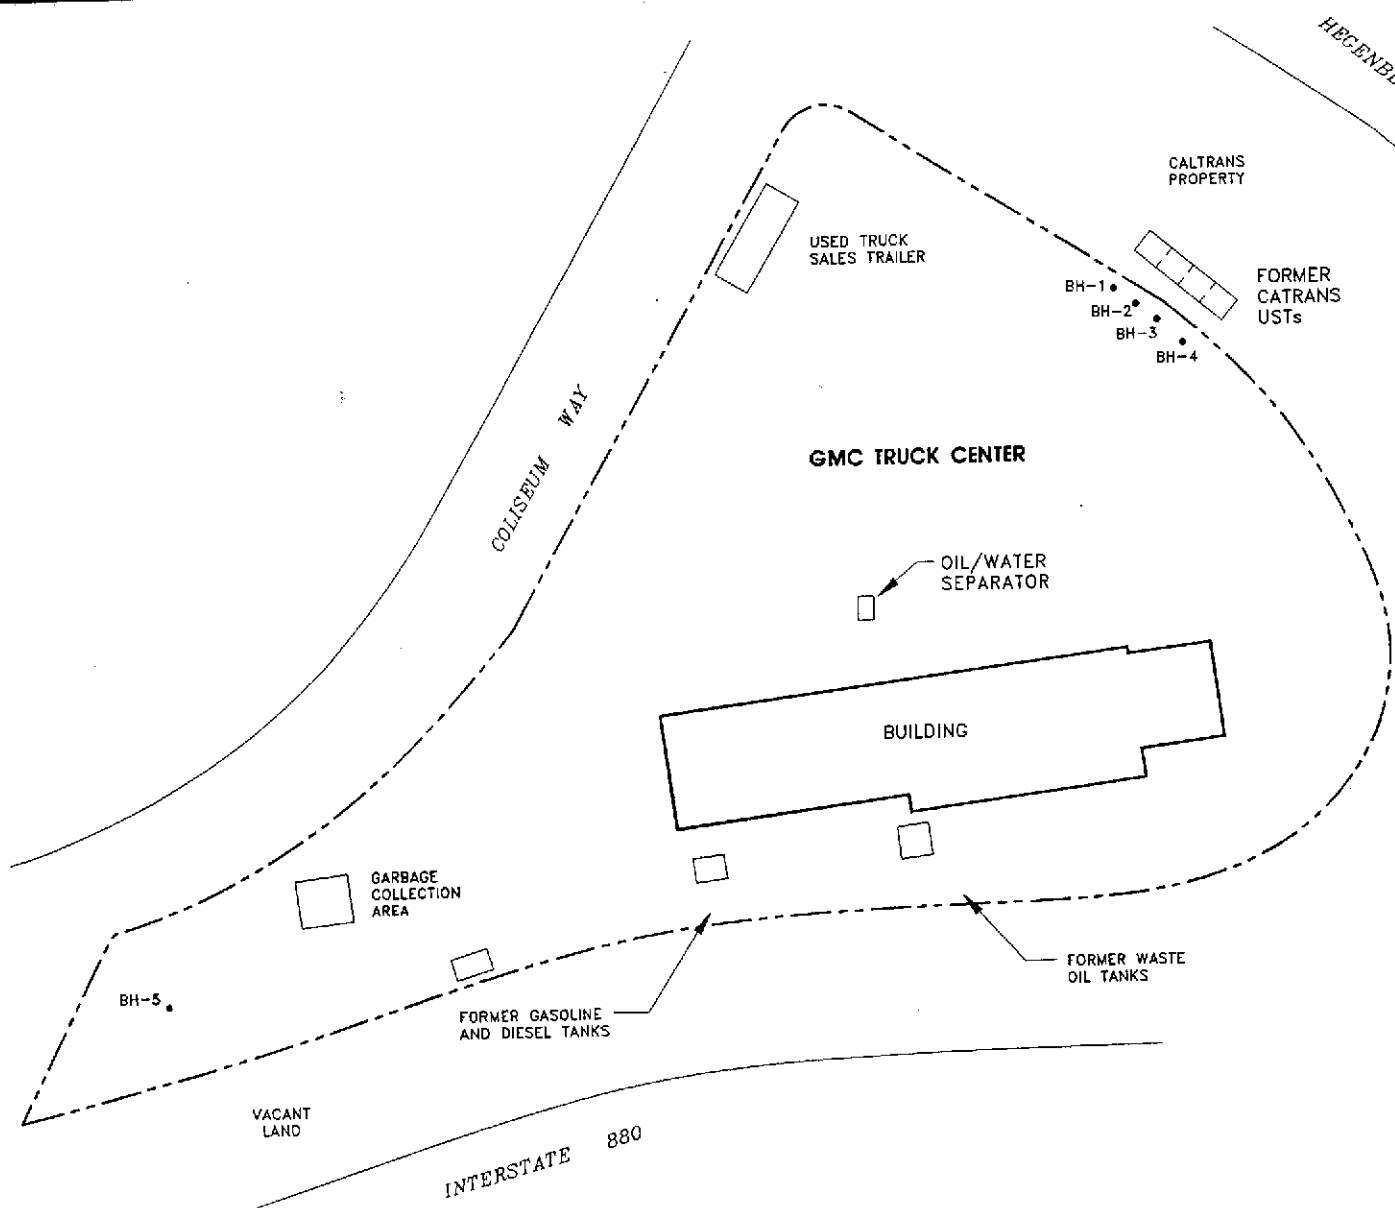 CALTRANS
PROPERTY
USED TRUCK
SALES TRAILER
FORMER
CATRANS
USTs
BH-1
BH-2
BH-3
BH-4
COLISEUM WAY
GMC TRUCK CENTER
OIL/WATER
SEPARATOR
BUILDING
GARBAGE
COLLECTION
AREA
FORMER WASTE
OIL TANKS
BH-5
FORMER GASOLINE
AND DIESEL TANKS
VACANT
LAND
INTERSTATE 880